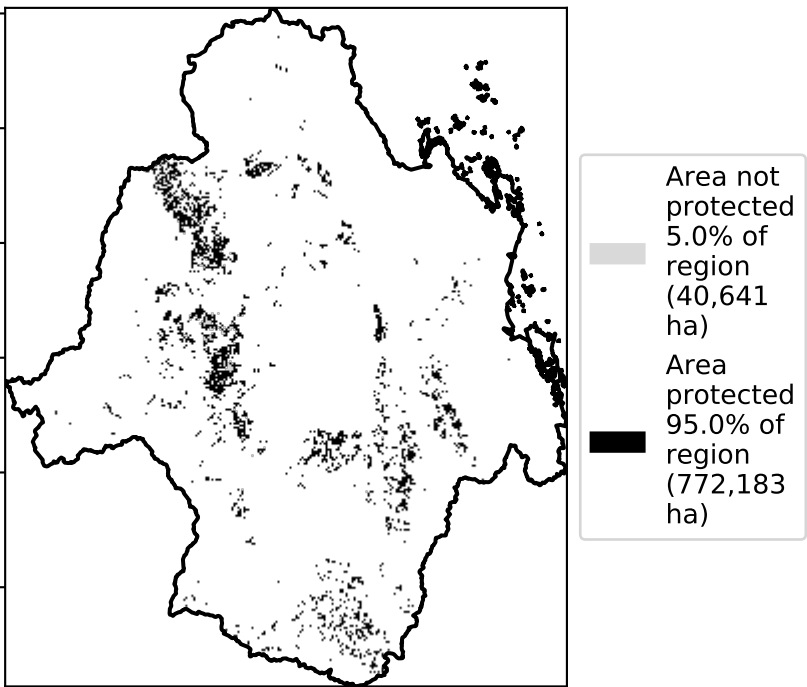 Area not
protected
5.0% of
region
(40,641
ha)
Area
protected
95.0% of
region
(772,183
ha)